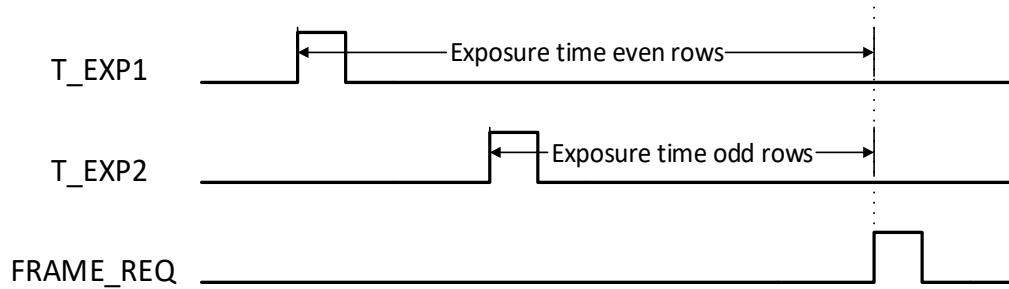 Exposure time even rows
T_EXP1
Exposure time odd rows
T_EXP2
FRAME_REQ